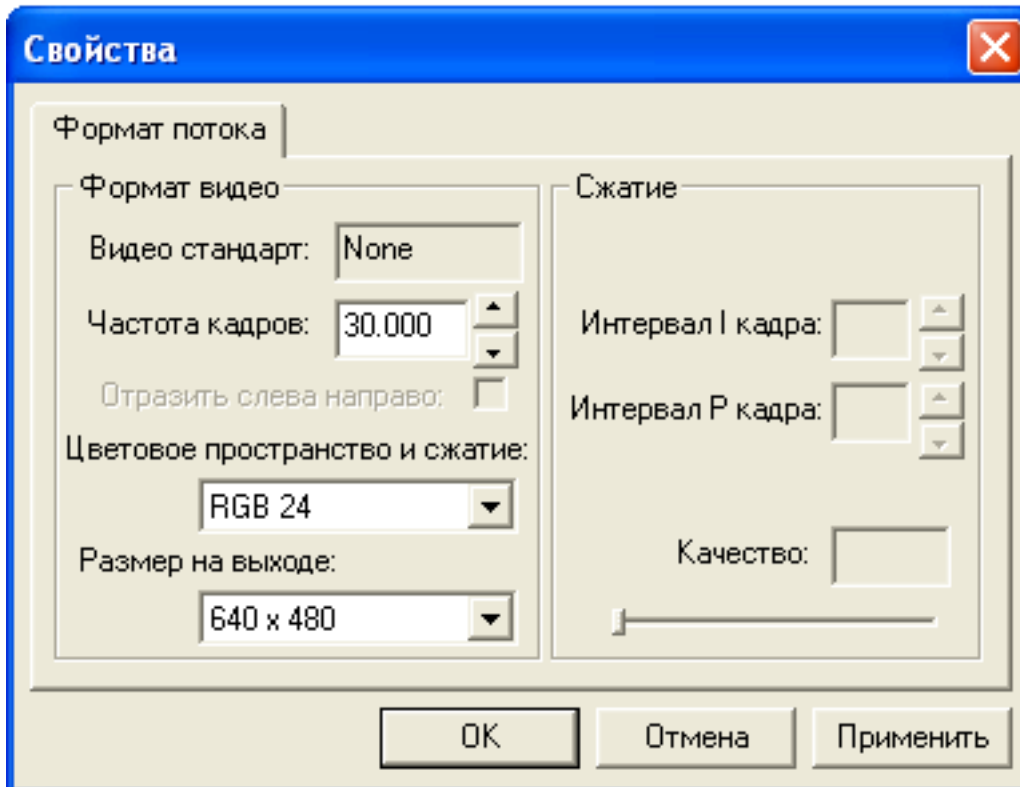 Свойства
Формат потока
Формат видео
Видео стандарт: None
Частота кадров: 30.000
Отразить слева направо:
Цветовое пространство и сжатие:
RGB 24
Размер на выходе:
640 x 480
Сжатие
Интервал I кадра:
Интервал P кадра:
Качество:
OK
Отмена
Применить